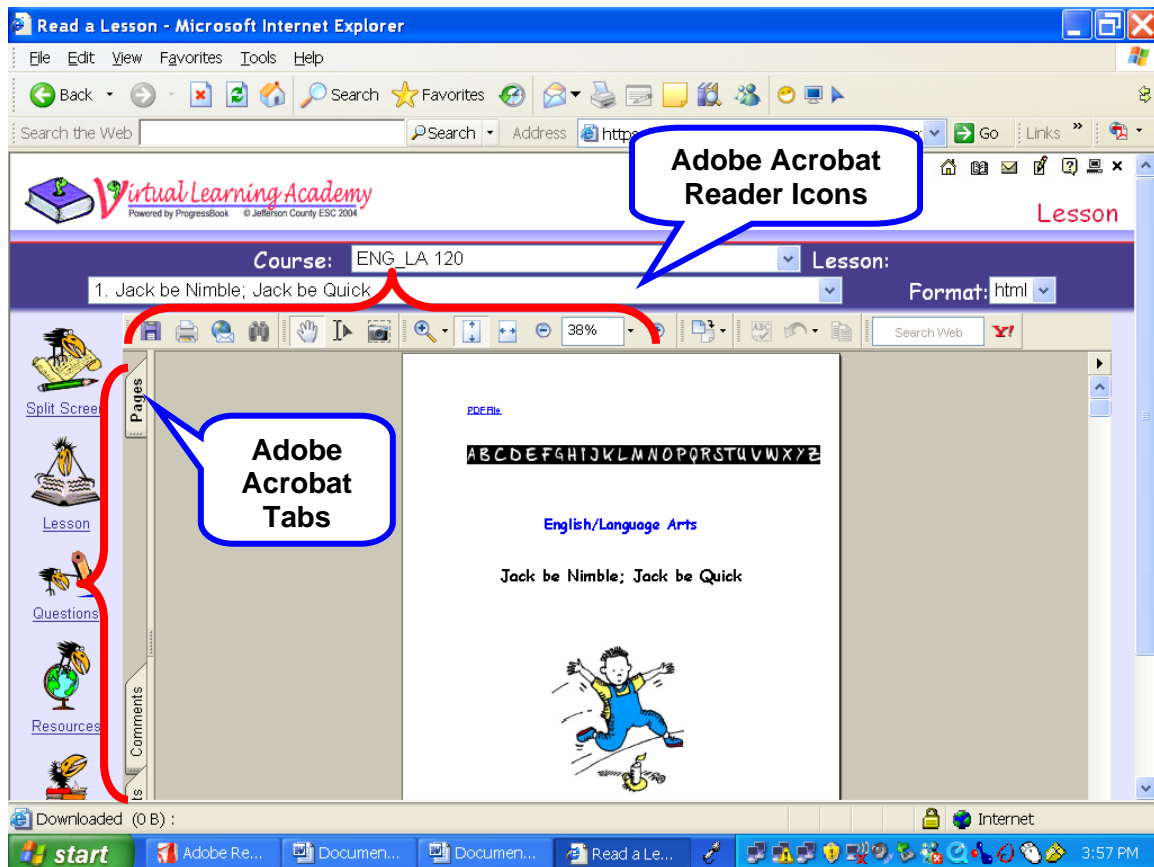 Read a Lesson - Microsoft Internet Explorer
File Edit View Favorites Tools Help
Back Search Favorites
Search the Web Search Address Go Links »
Adobe Acrobat
Reader Icons
Virtual Learning Academy
Powered by ProgressBook © Jefferson County ESC 2004
Lesson
Course: ENG_LA 120 Lesson:
1. Jack be Nimble; Jack be Quick Format: html
38% Search Web Y!
Pages
Split Screen
PDF File
ABCDEFGHIJKLMNOPQRSTUVWXYZ
Adobe
Acrobat
Tabs
Lesson
English/Language Arts
Jack be Nimble; Jack be Quick
Questions
Comments
Resources
Downloaded (0 B) : Internet
start Adobe Re... Documen... Documen... Read a Le... 3:57 PM